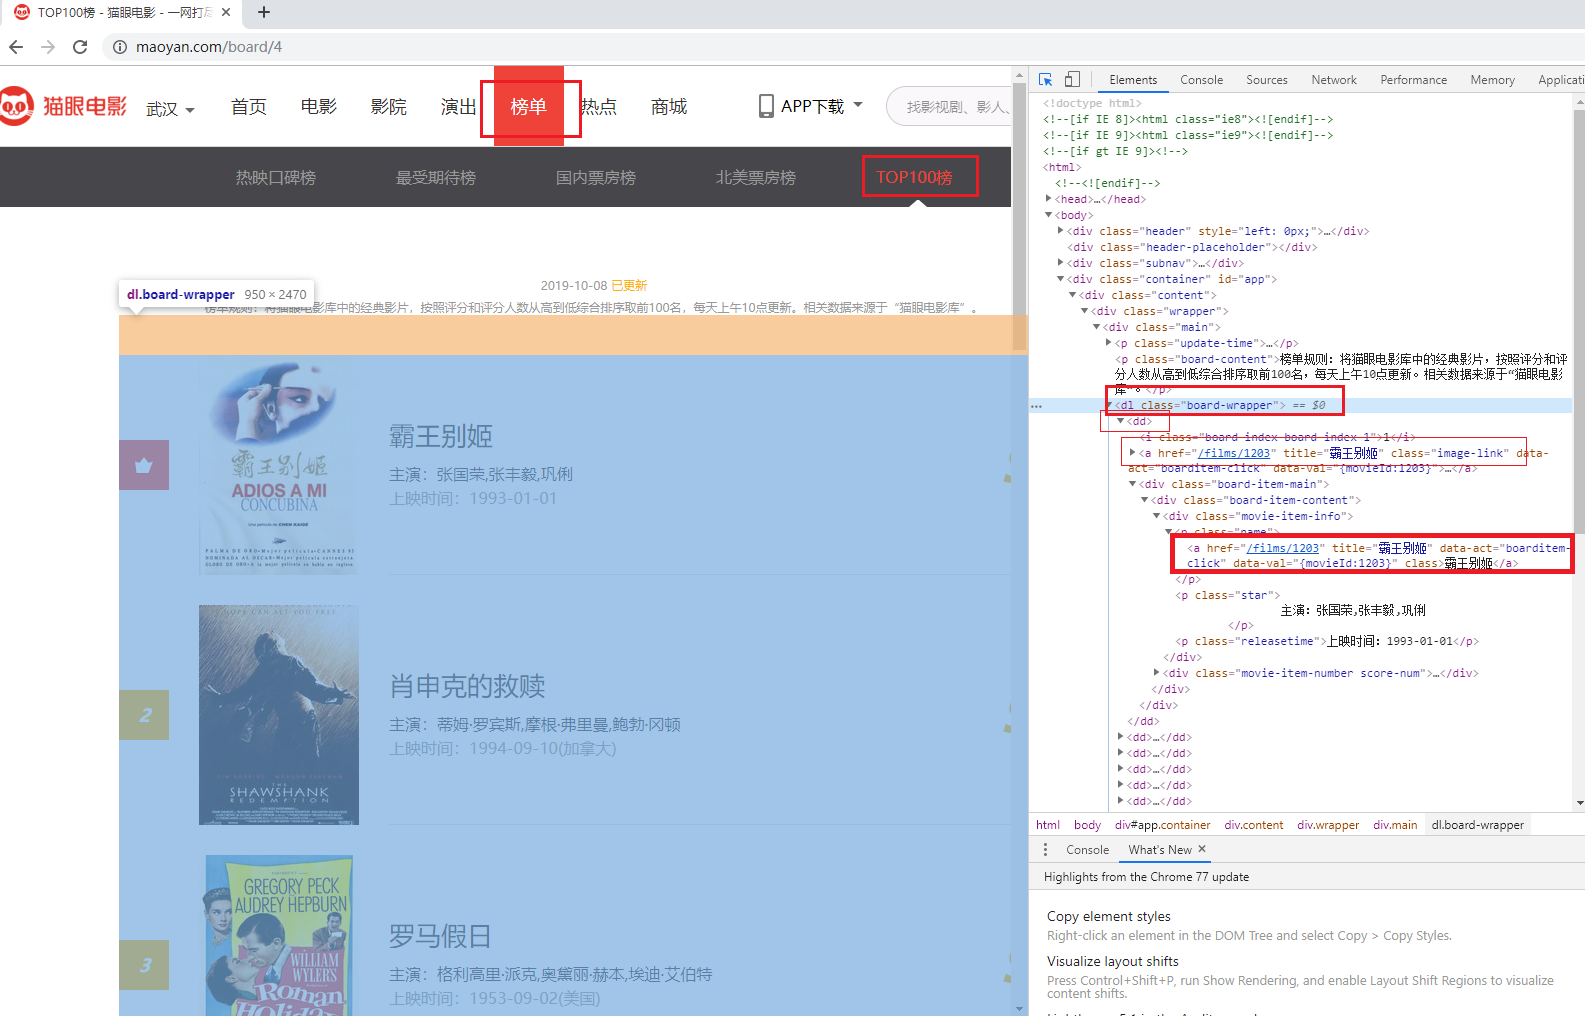 TOP100榜 - 猫眼电影 - 一网打尽
maoyan.com/board/4
猫眼电影
武汉
首页
电影
影院
演出
榜单
热点
商城
APP下载
找影视剧、影人、
热映口碑榜
最受期待榜
国内票房榜
北美票房榜
TOP100榜
2019-10-08 已更新
dl.board-wrapper 950 × 2470
榜单规则：将猫眼电影库中的经典影片，按照评分和评分人数从高到低综合排序取前100名，每天上午10点更新。相关数据来源于“猫眼电影库”。
霸王别姬
ADIOS A MI
CONCUBINA
Una película de CHEN KAIGE
霸王别姬
主演：张国荣,张丰毅,巩俐
上映时间：1993-01-01
2
THE
SHAWSHANK
REDEMPTION
肖申克的救赎
主演：蒂姆·罗宾斯,摩根·弗里曼,鲍勃·冈顿
上映时间：1994-09-10(加拿大)
3
GREGORY PECK
AUDREY HEPBURN
WILLIAM
WYLER'S
Roman
Holiday
罗马假日
主演：格利高里·派克,奥黛丽·赫本,埃迪·艾伯特
上映时间：1953-09-02(美国)
Elements
Console
Sources
Network
Performance
Memory
Applicati
<!doctype html>
<!--[if IE 8]><html class="ie8"><![endif]-->
<!--[if IE 9]><html class="ie9"><![endif]-->
<!--[if gt IE 9]><!-->
<html>
<!--<![endif]-->
<head>…</head>
<body>
<div class="header" style="left: 0px;">…</div>
<div class="header-placeholder"></div>
<div class="subnav">…</div>
<div class="container" id="app">
<div class="content">
<div class="wrapper">
<div class="main">
<p class="update-time">…</p>
<p class="board-content">榜单规则：将猫眼电影库中的经典影片，按照评分和评
分人数从高到低综合排序取前100名，每天上午10点更新。相关数据来源于“猫眼电影
库”。</p>
… <dl class="board-wrapper"> == $0
<dd>
<i class="board-index board-index-1">1</i>
<a href="/films/1203" title="霸王别姬" class="image-link" data-
act="boarditem-click" data-val="{movieId:1203}">…</a>
<div class="board-item-main">
<div class="board-item-content">
<div class="movie-item-info">
<p class="name">
<a href="/films/1203" title="霸王别姬" data-act="boarditem-
click" data-val="{movieId:1203}" class>霸王别姬</a>
</p>
<p class="star">
主演：张国荣,张丰毅,巩俐
</p>
<p class="releasetime">上映时间：1993-01-01</p>
</div>
<div class="movie-item-number score-num">…</div>
</div>
</div>
</dd>
<dd>…</dd>
<dd>…</dd>
<dd>…</dd>
<dd>…</dd>
<dd>…</dd>
html body div#app.container div.content div.wrapper div.main dl.board-wrapper
Console
What's New
Highlights from the Chrome 77 update
Copy element styles
Right-click an element in the DOM Tree and select Copy > Copy Styles.
Visualize layout shifts
Press Control+Shift+P, run Show Rendering, and enable Layout Shift Regions to visualize
content shifts.